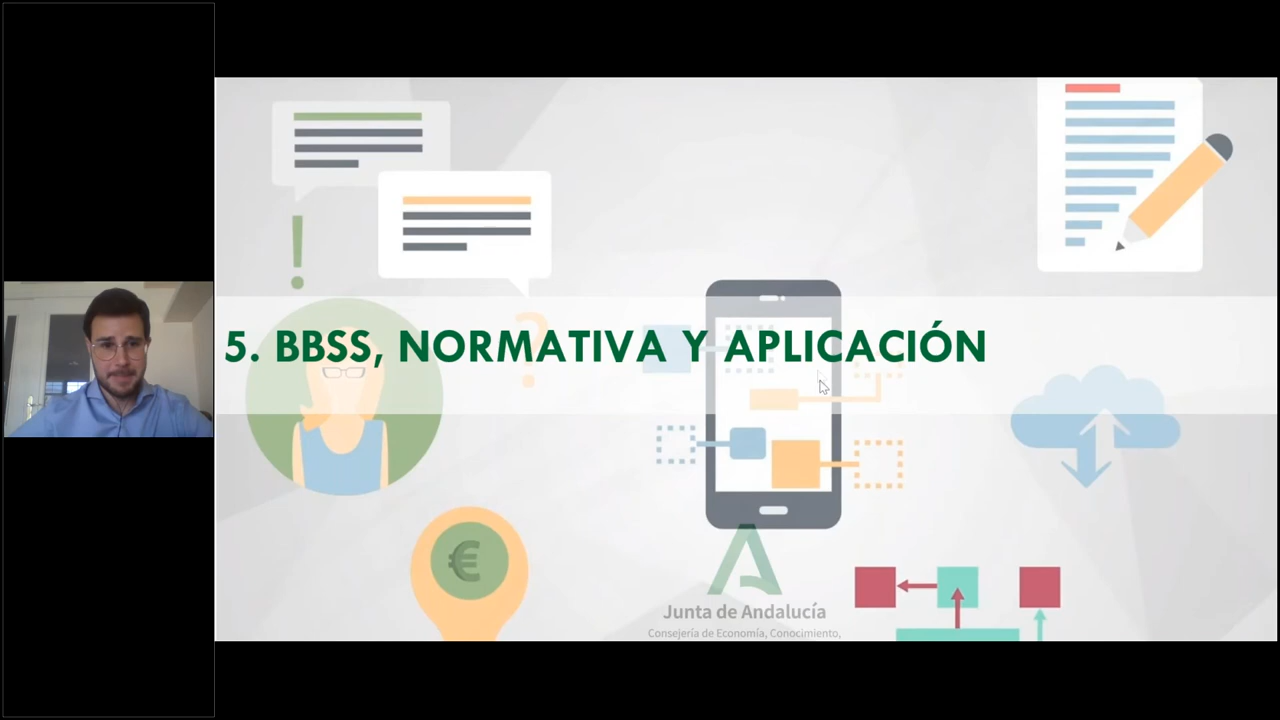 5. BBSS, NORMATIVA Y APLICACIÓN
Junta de Andalucía
Consejería de Economía, Conocimiento,